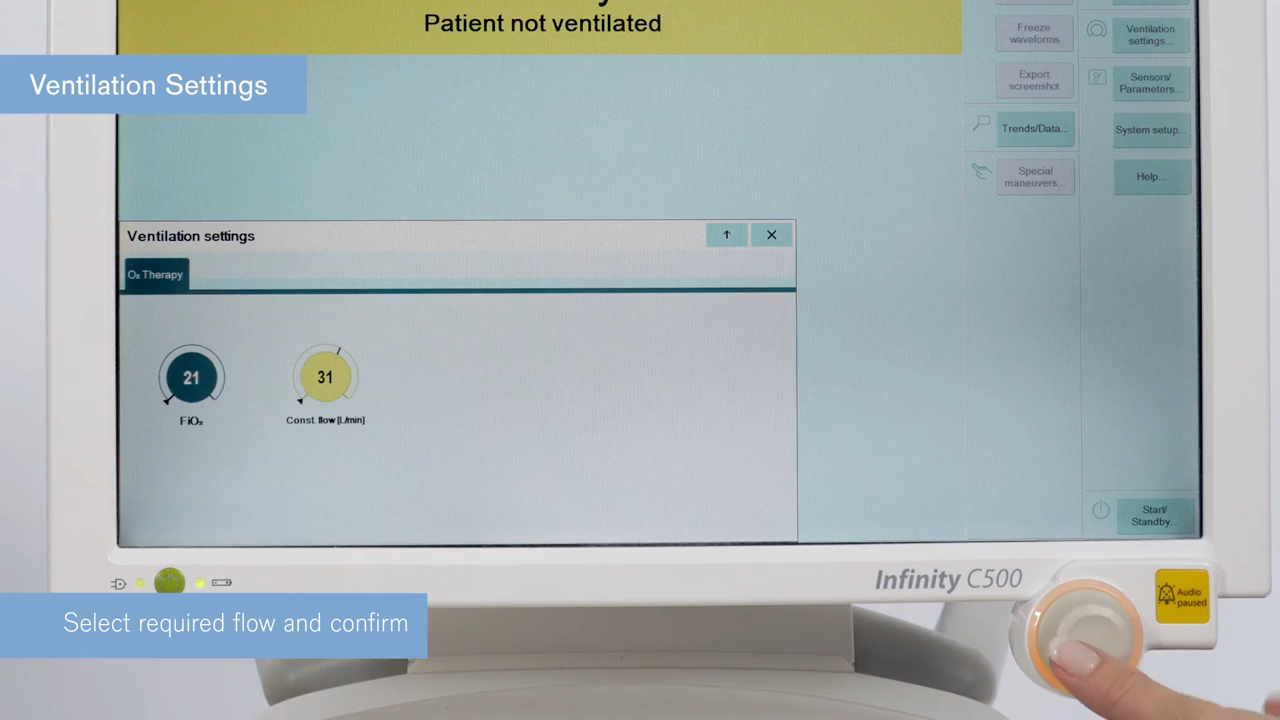 Patient not ventilated
Ventilation Settings
Freeze
waveforms
Ventilation
settings...
Export
screenshot
Sensors/
Parameters...
Trends/Data...
System setup...
Special
maneuvers...
Help...
Ventilation settings
↑
X
O₂ Therapy
21
31
FiO₂
Const. flow [L/min]
Start/
Standby...
Infinity C500
Audio
paused
Select required flow and confirm